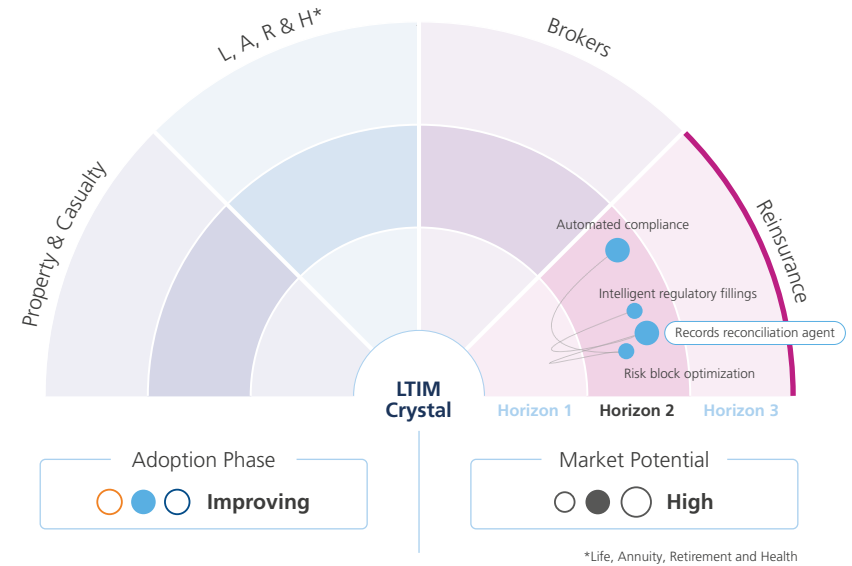 L, A, R & H*
Brokers
Property & Casualty
Reinsurance
Automated compliance
Intelligent regulatory fillings
Records reconciliation agent
Risk block optimization
LTIM
Crystal
Horizon 1
Horizon 2
Horizon 3
Adoption Phase
Improving
Market Potential
High
*Life, Annuity, Retirement and Health